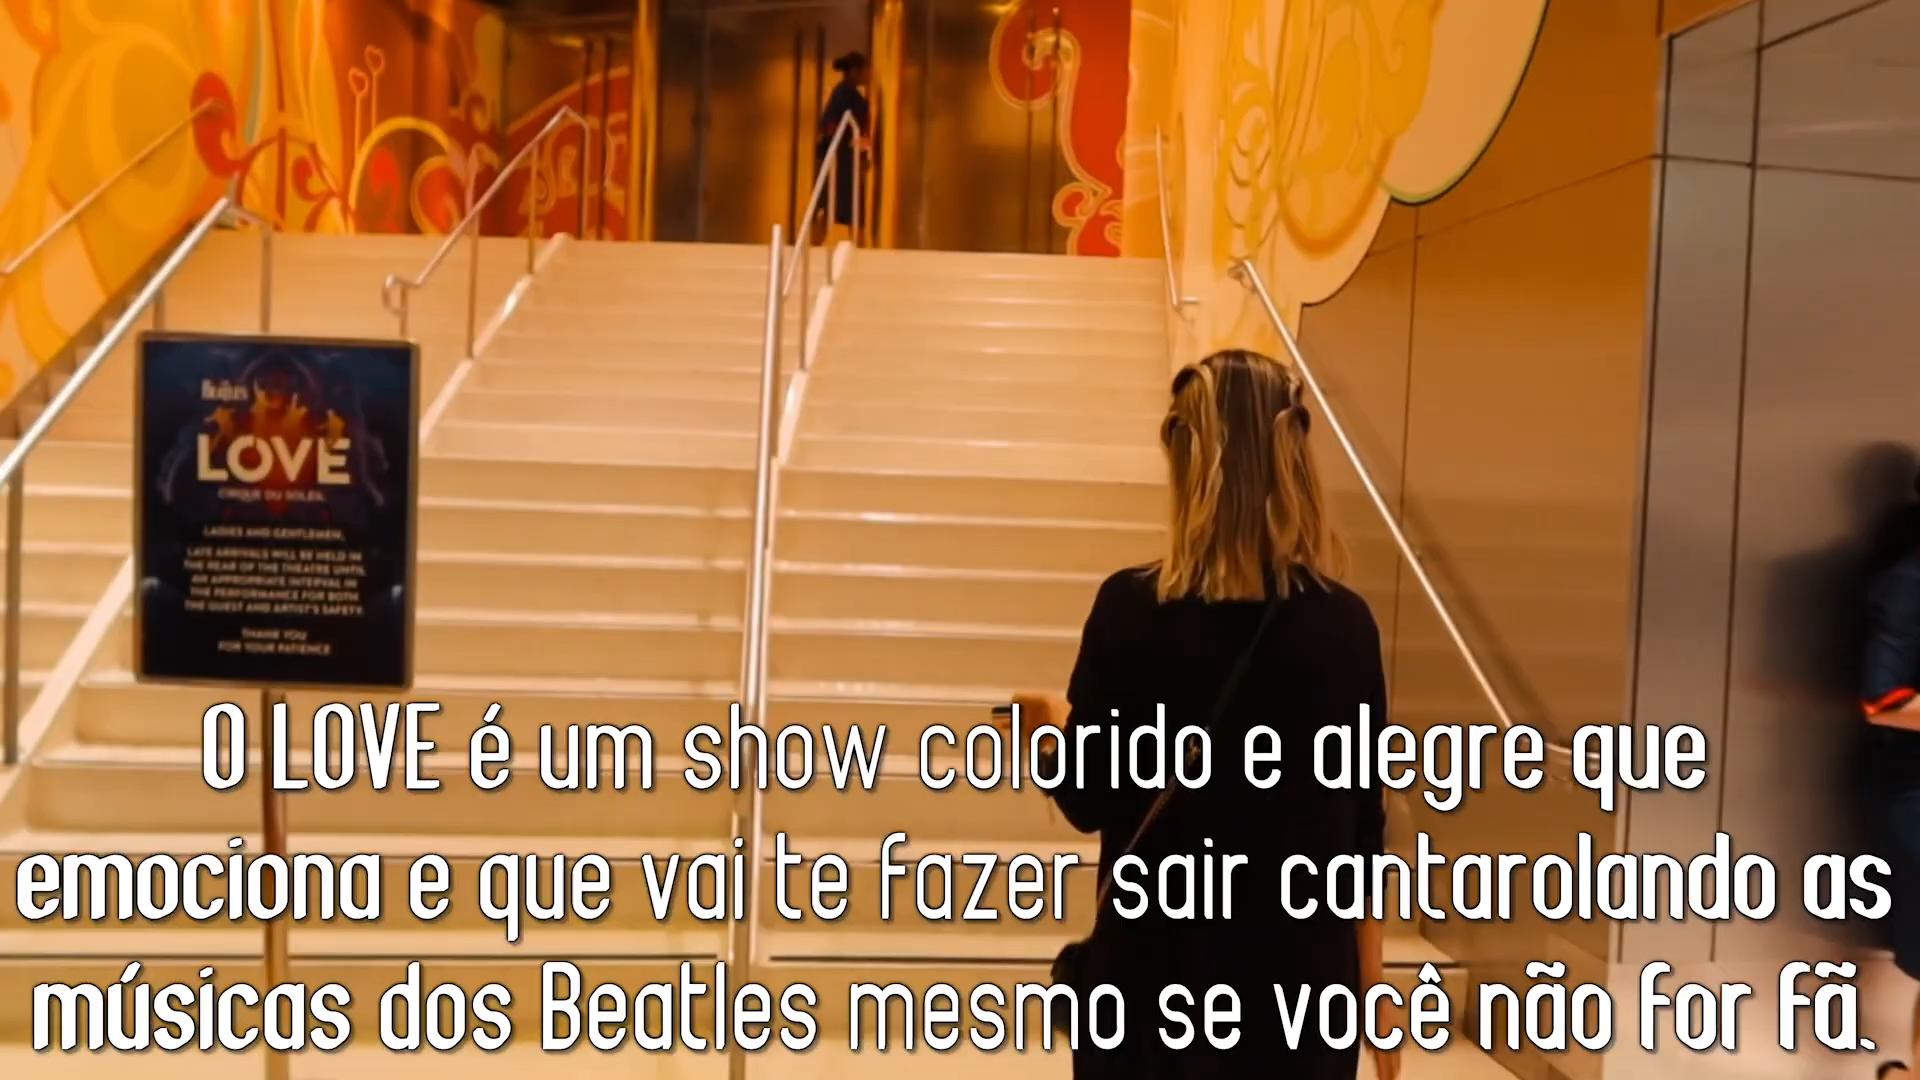 Beatles
LOVE
CIRQUE DU SOLEIL
LADIES AND GENTLEMEN,
LATE ARRIVALS WILL BE HELD IN
THE REAR OF THE THEATRE UNTIL
AN APPROPRIATE INTERVAL IN
THE PERFORMANCE FOR BOTH
THE GUEST AND ARTIST'S SAFETY.
THANK YOU
FOR YOUR PATIENCE
O LOVE é um show colorido e alegre que
emociona e que vai te fazer sair cantarolando as
músicas dos Beatles mesmo se você não for fã.